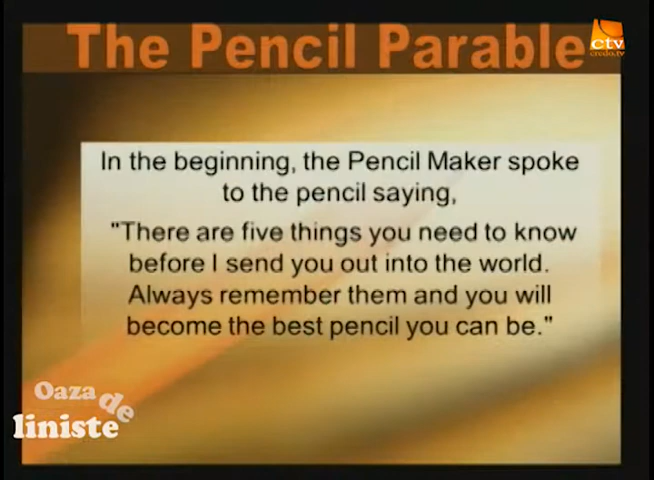 The Pencil Parable
ctv
credo.tv
In the beginning, the Pencil Maker spoke
to the pencil saying,
"There are five things you need to know
before I send you out into the world.
Always remember them and you will
become the best pencil you can be."
Oaza
de
liniste